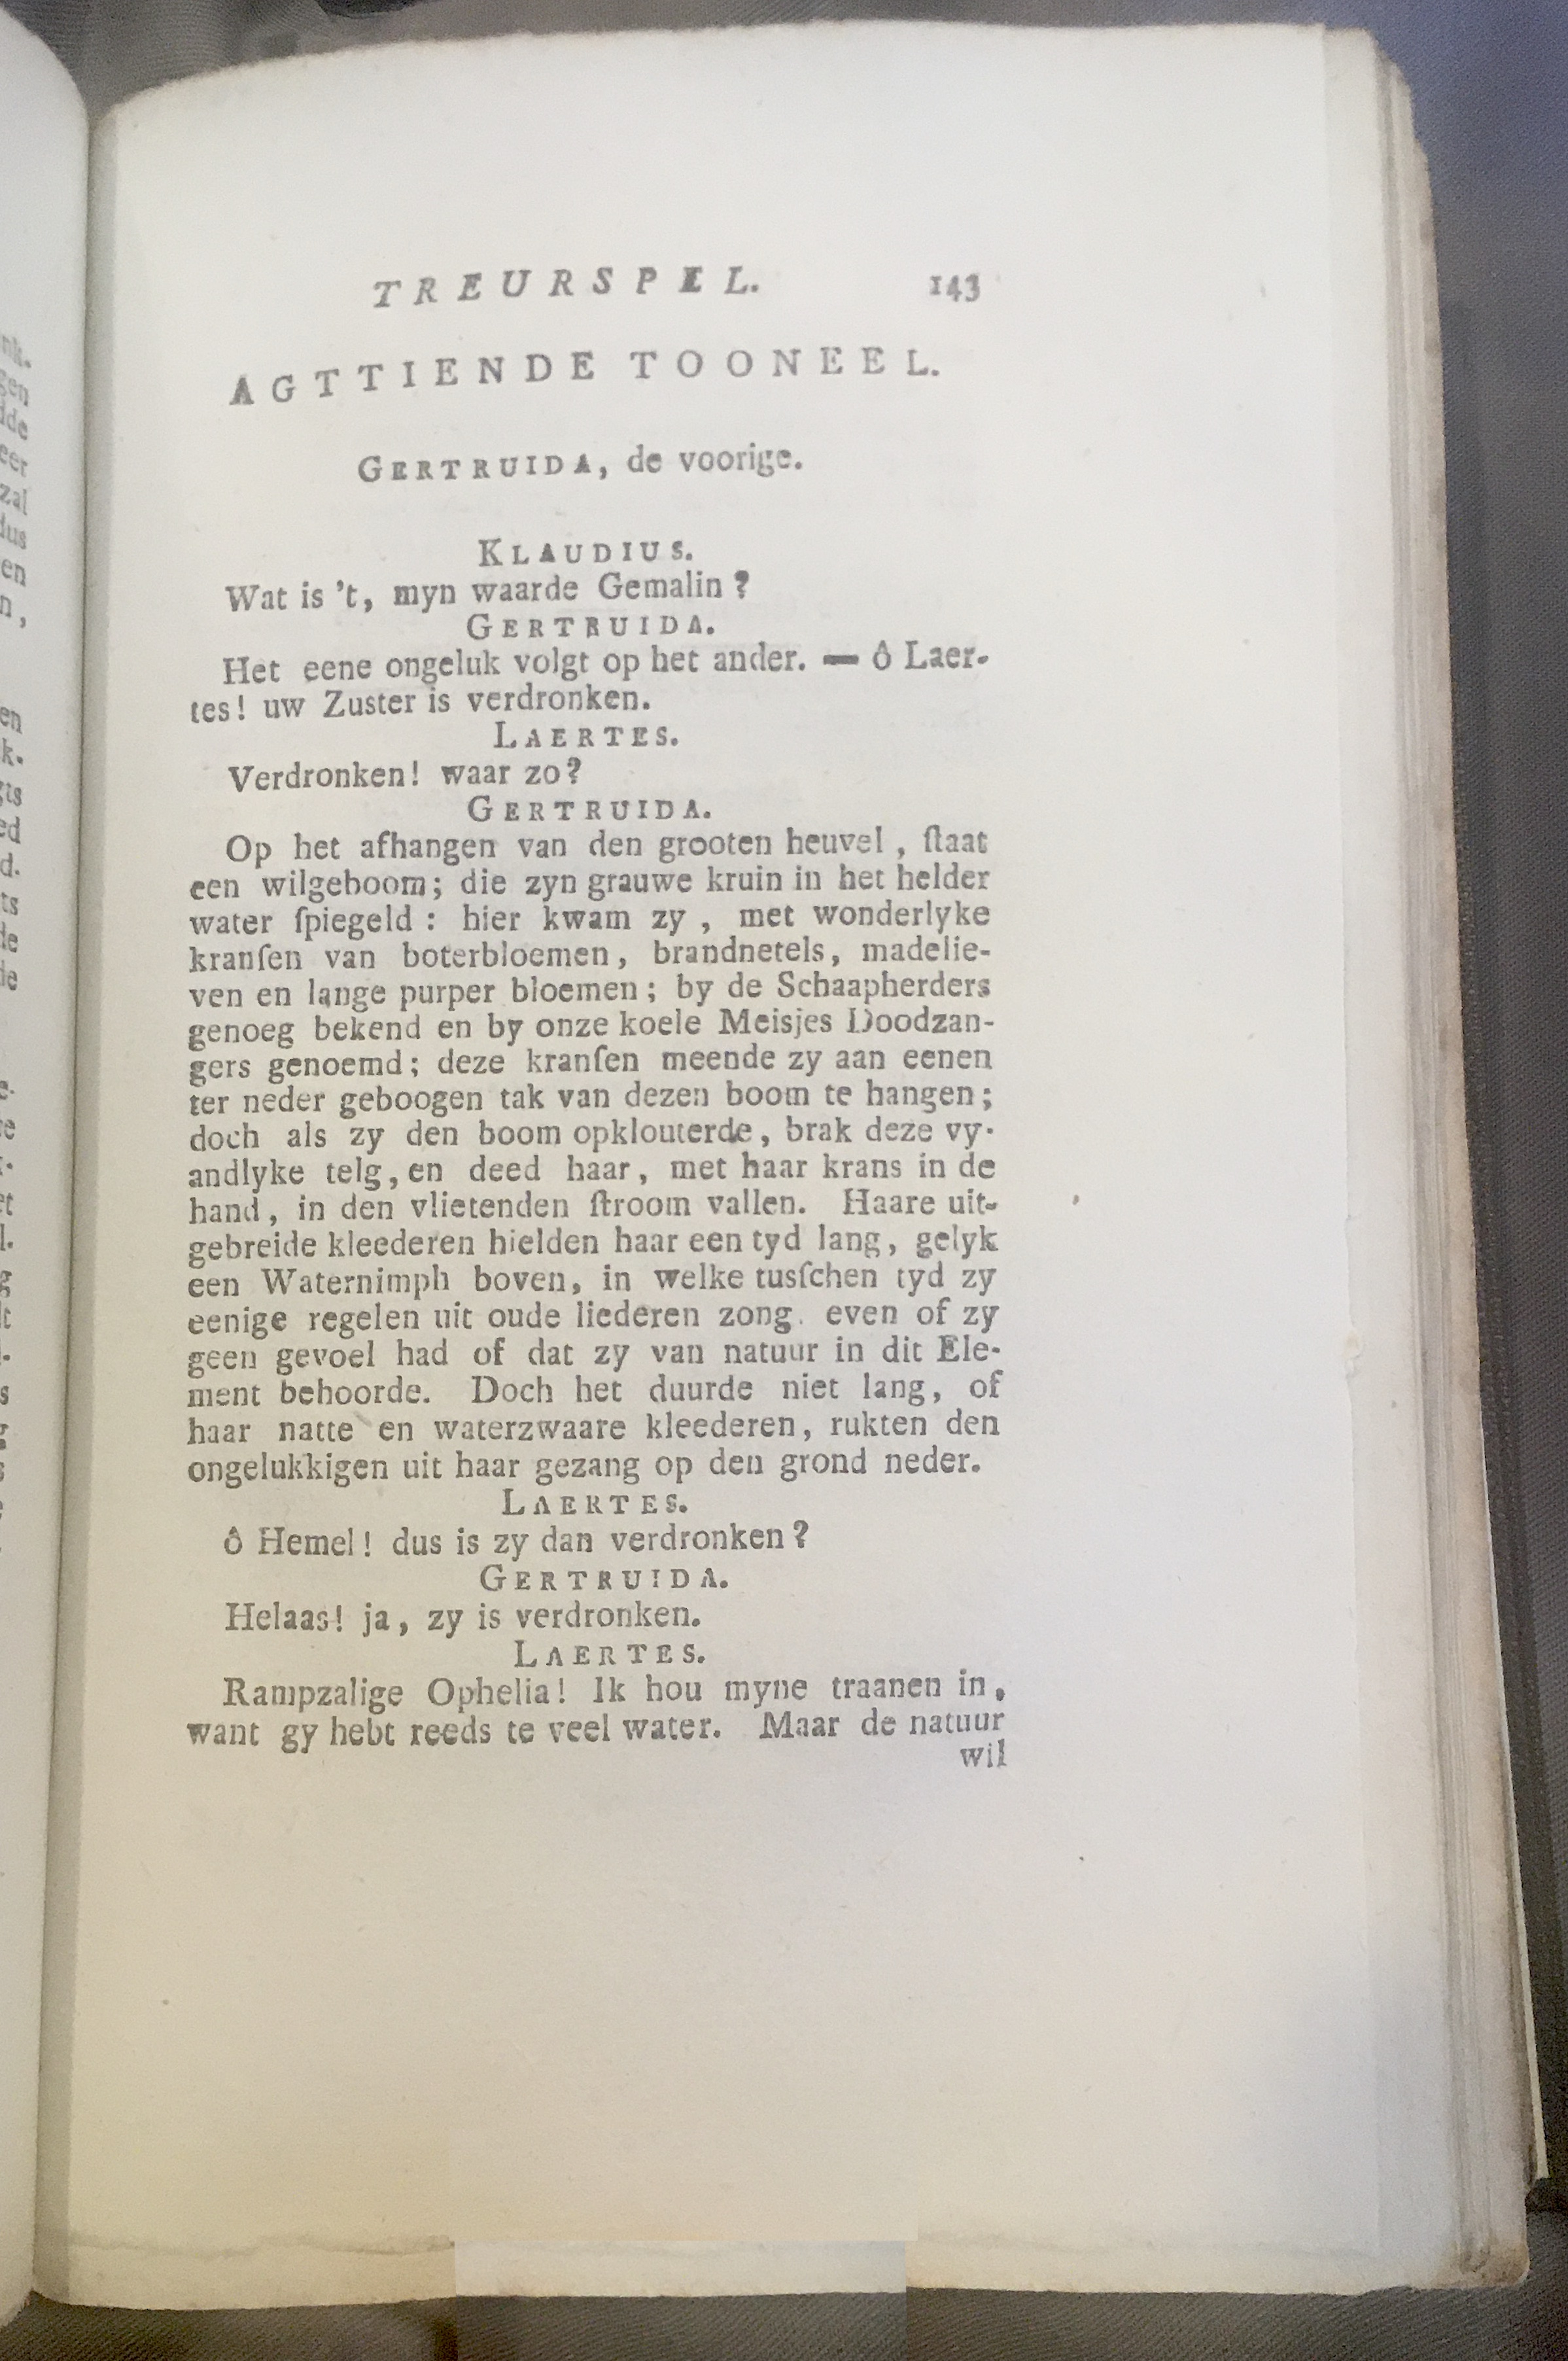 TREURSPEL. 143
AGTTIENDE TOONEEL.
GERTRUIDA, de voorige.
KLAUDIUS.
Wat is 't, myn waarde Gemalin?
GERTRUIDA.
Het eene ongeluk volgt op het ander. — ô Laer-
tes! uw Zuster is verdronken.
LAERTES.
Verdronken! waar zo?
GERTRUIDA.
Op het afhangen van den grooten heuvel, ſtaat
een wilgeboom; die zyn grauwe kruin in het helder
water ſpiegeld: hier kwam zy, met wonderlyke
kranſen van boterbloemen, brandnetels, madelie-
ven en lange purper bloemen; by de Schaapherders
genoeg bekend en by onze koele Meisjes Doodzan-
gers genoemd; deze kranſen meende zy aan eenen
ter neder geboogen tak van dezen boom te hangen;
doch als zy den boom opklouterde, brak deze vy-
andlyke telg, en deed haar, met haar krans in de
hand, in den vlietenden ſtroom vallen. Haare uit-
gebreide kleederen hielden haar een tyd lang, gelyk
een Waternimph boven, in welke tusſchen tyd zy
eenige regelen uit oude liederen zong. even of zy
geen gevoel had of dat zy van natuur in dit Ele-
ment behoorde. Doch het duurde niet lang, of
haar natte en waterzwaare kleederen, rukten den
ongelukkigen uit haar gezang op den grond neder.
LAERTES.
ô Hemel! dus is zy dan verdronken?
GERTRUIDA.
Helaas! ja, zy is verdronken.
LAERTES.
Rampzalige Ophelia! Ik hou myne traanen in,
want gy hebt reeds te veel water. Maar de natuur
wil